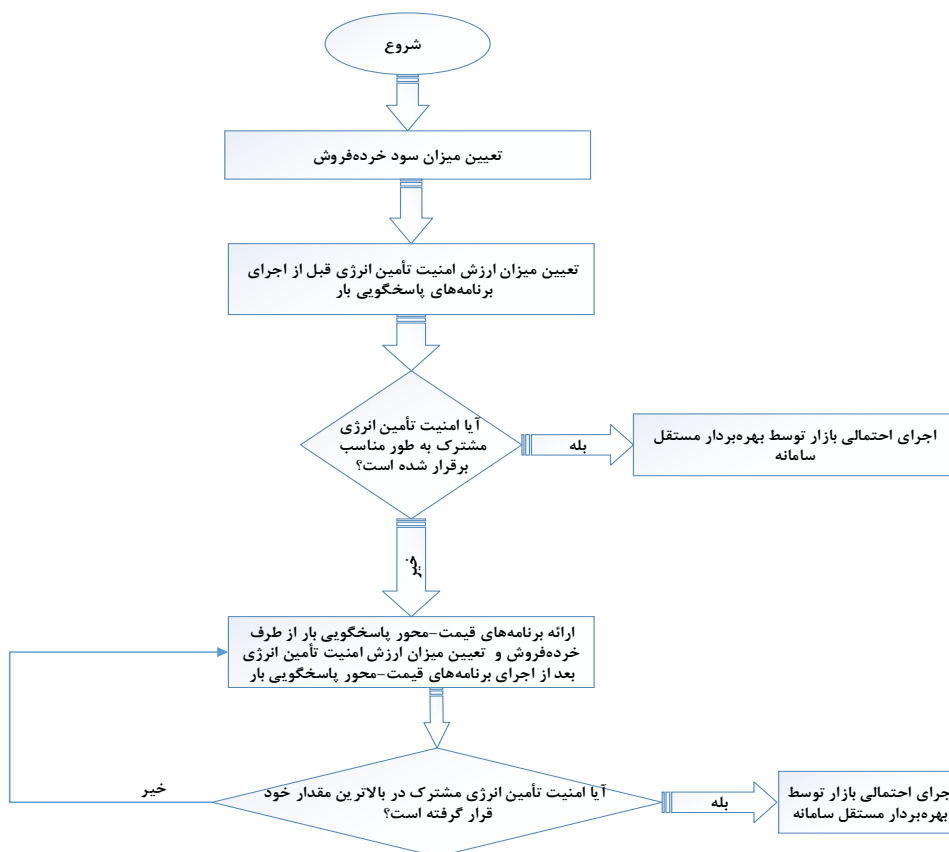 شروع
تعیین میزان سود خرده‌فروش
تعیین میزان ارزش امنیت تأمین انرژی قبل از اجرای
برنامه‌های پاسخگویی بار
آیا امنیت تأمین انرژی
مشترک به طور مناسب
برقرار شده است؟
بله
اجرای احتمالی بازار توسط بهره‌بردار مستقل
سامانه
خیر
ارائه برنامه‌های قیمت-محور پاسخگویی بار از طرف
خرده‌فروش و تعیین میزان ارزش امنیت تأمین انرژی
بعد از اجرای برنامه‌های قیمت-محور پاسخگویی بار
آیا امنیت تأمین انرژی مشترک در بالاترین مقدار خود
قرار گرفته است؟
خیر
بله
جرای احتمالی بازار توسط
بهره‌بردار مستقل سامانه